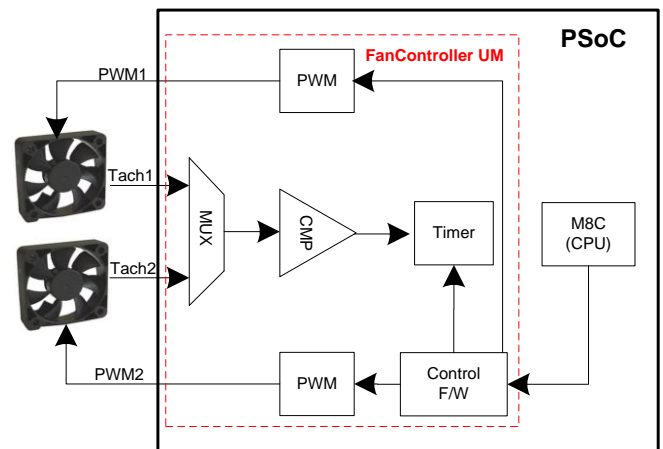 PSoC
FanController UM
PWM1
PWM
Tach1
MUX
CMP
Timer
M8C
(CPU)
Tach2
PWM2
PWM
Control
F/W